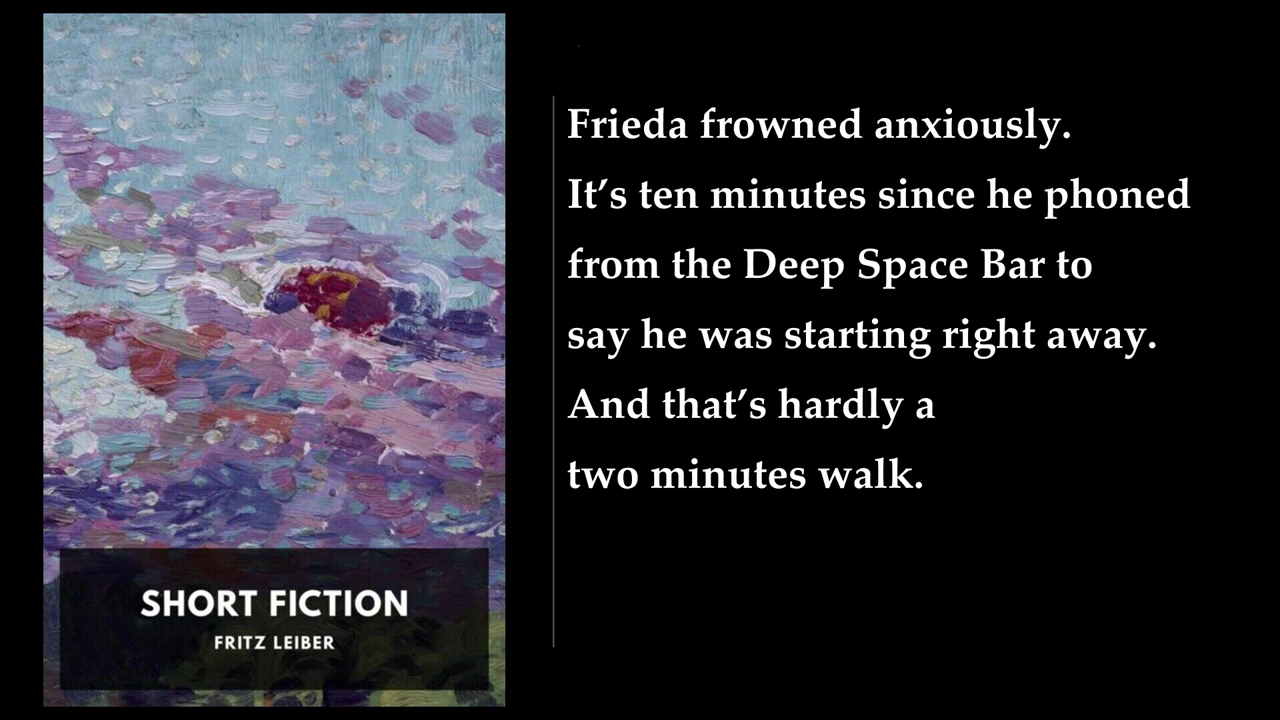 SHORT FICTION
FRITZ LEIBER
Frieda frowned anxiously.
It’s ten minutes since he phoned
from the Deep Space Bar to
say he was starting right away.
And that’s hardly a
two minutes walk.